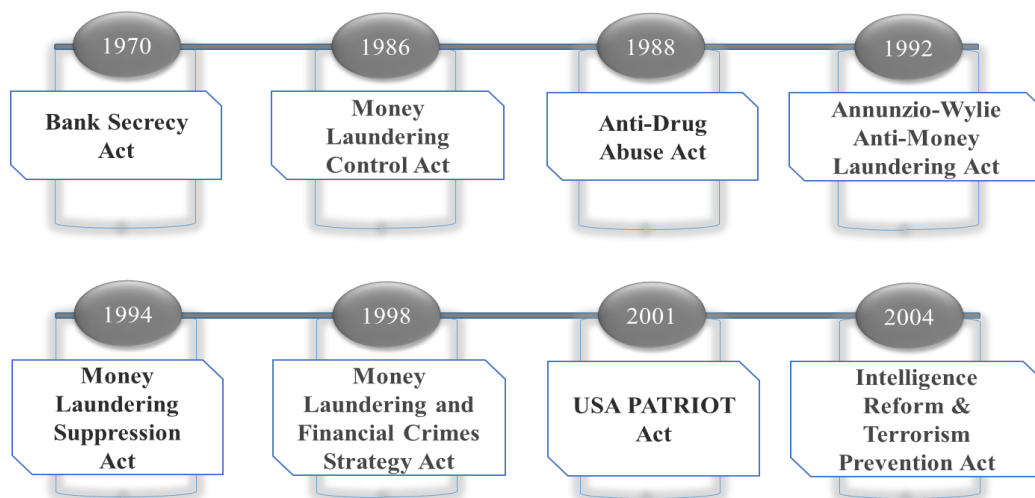 1970
1986
1988
1992
Bank Secrecy
Act
Money
Laundering
Control Act
Anti-Drug
Abuse Act
Annunzio-Wylie
Anti-Money
Laundering Act
1994
1998
2001
2004
Money
Laundering
Suppression
Act
Money
Laundering and
Financial Crimes
Strategy Act
USA PATRIOT
Act
Intelligence
Reform &
Terrorism
Prevention Act